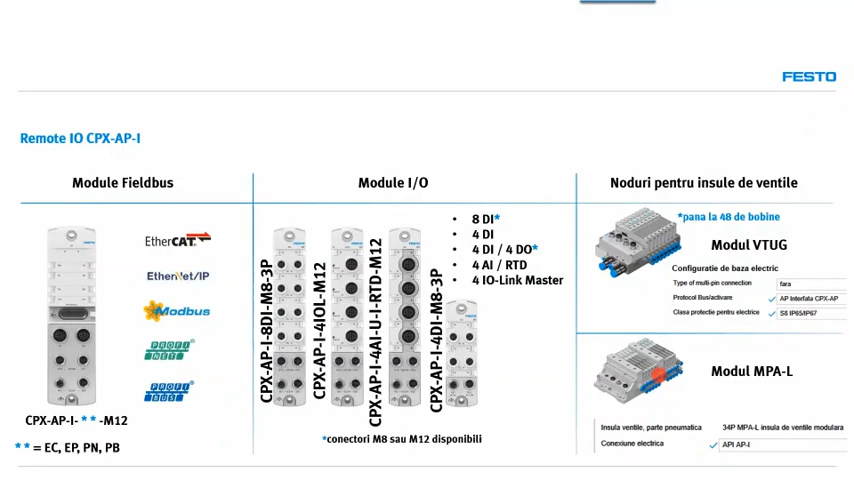 FESTO
Remote IO CPX-AP-I
Module Fieldbus
Module I/O
Noduri pentru insule de ventile
EtherCAT
EtherNet/IP
Modbus
PROFI
NET
PROFI
BUS
CPX-AP-I- * * -M12
* * = EC, EP, PN, PB
CPX-AP-I-8DI-M8-3P
CPX-AP-I-4IOL-M12
CPX-AP-I-4AI-U-I-RTD-M12
CPX-AP-I-4DI-M8-3P
• 8 DI*
• 4 DI
• 4 DI / 4 DO*
• 4 AI / RTD
• 4 IO-Link Master
*conectori M8 sau M12 disponibili
*pana la 48 de bobine
Modul VTUG
Configuratie de baza electric
Type of multi-pin connection fara
Protocol Bus/activare AP Interfata CPX-AP
Clasa protectie pentru electrice S8 IP65/IP67
Modul MPA-L
Insula ventile, parte pneumatica 34P MPA-L insula de ventile modulara
Conexiune electrica API AP-I